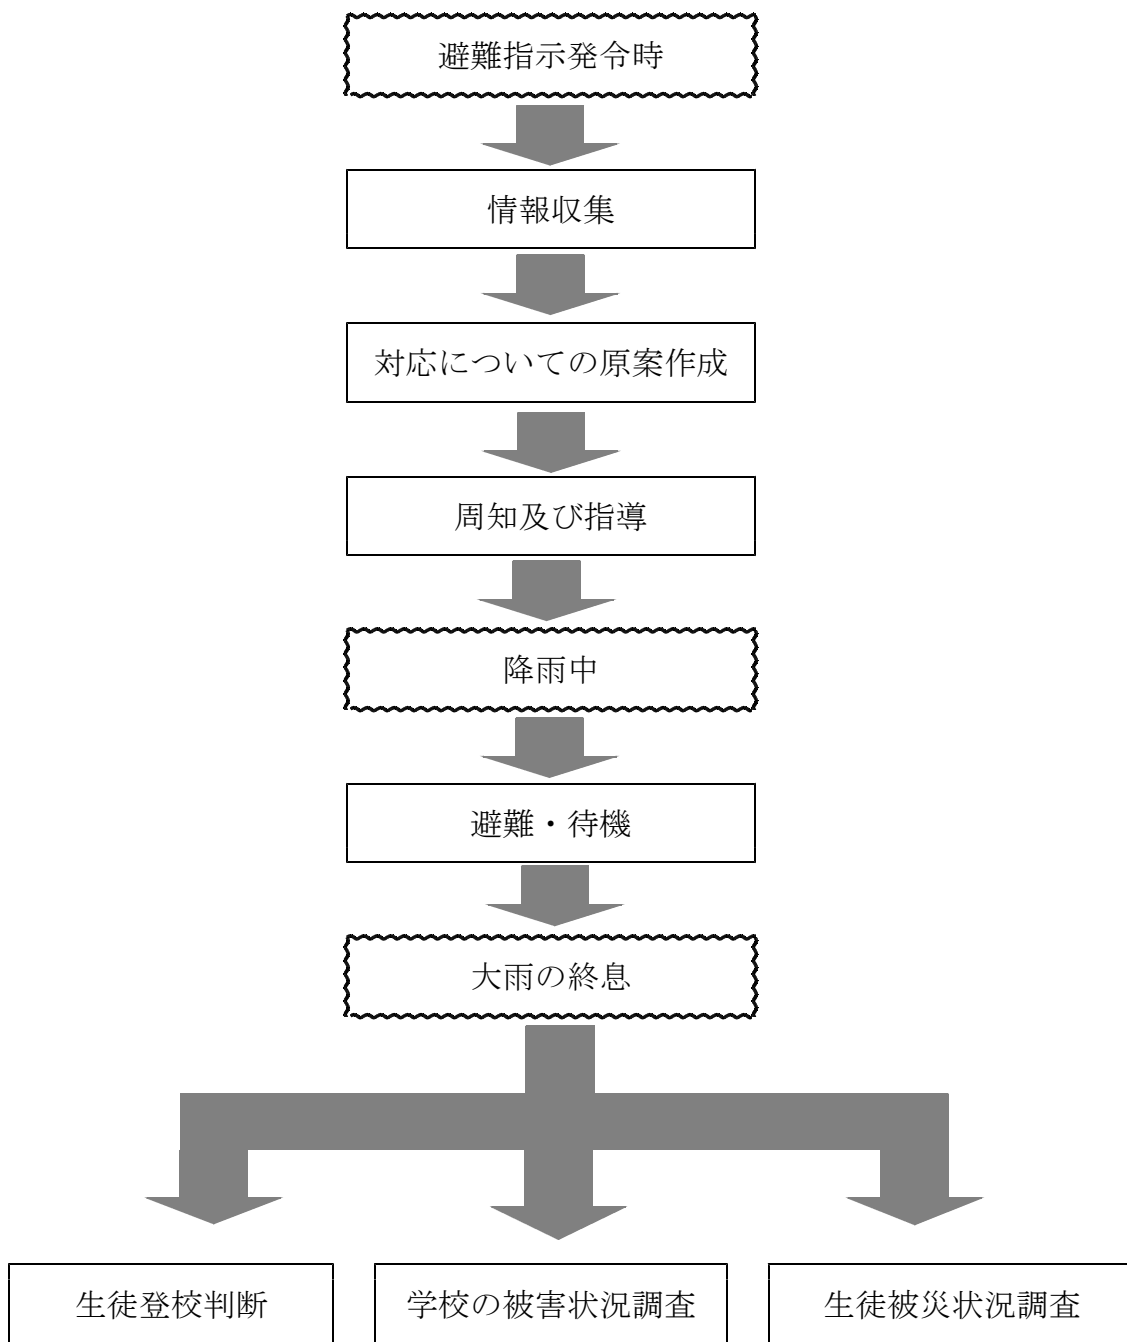 避難指示発令時
情報収集
対応についての原案作成
周知及び指導
降雨中
避難・待機
大雨の終息
生徒登校判断
学校の被害状況調査
生徒被災状況調査